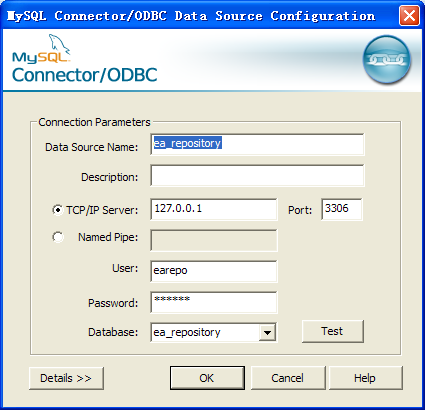 MySQL Connector/ODBC Data Source Configuration
MySQL
Connector/ODBC
Connection Parameters
Data Source Name: ea_repository
Description:
TCP/IP Server: 127.0.0.1 Port: 3306
Named Pipe:
User: earepo
Password: ******
Database: ea_repository Test
Details >> OK Cancel Help